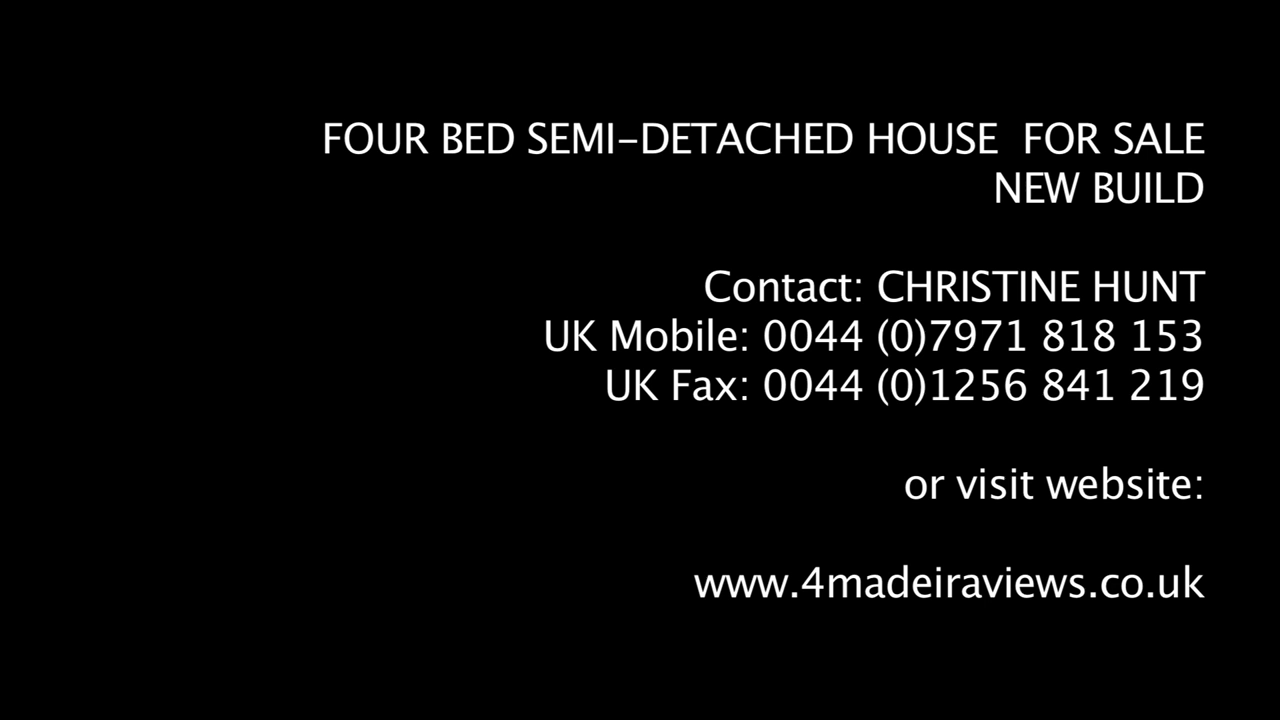 FOUR BED SEMI-DETACHED HOUSE  FOR SALE
NEW BUILD
Contact: CHRISTINE HUNT
UK Mobile: 0044 (0)7971 818 153
UK Fax: 0044 (0)1256 841 219
or visit website:
www.4madeiraviews.co.uk